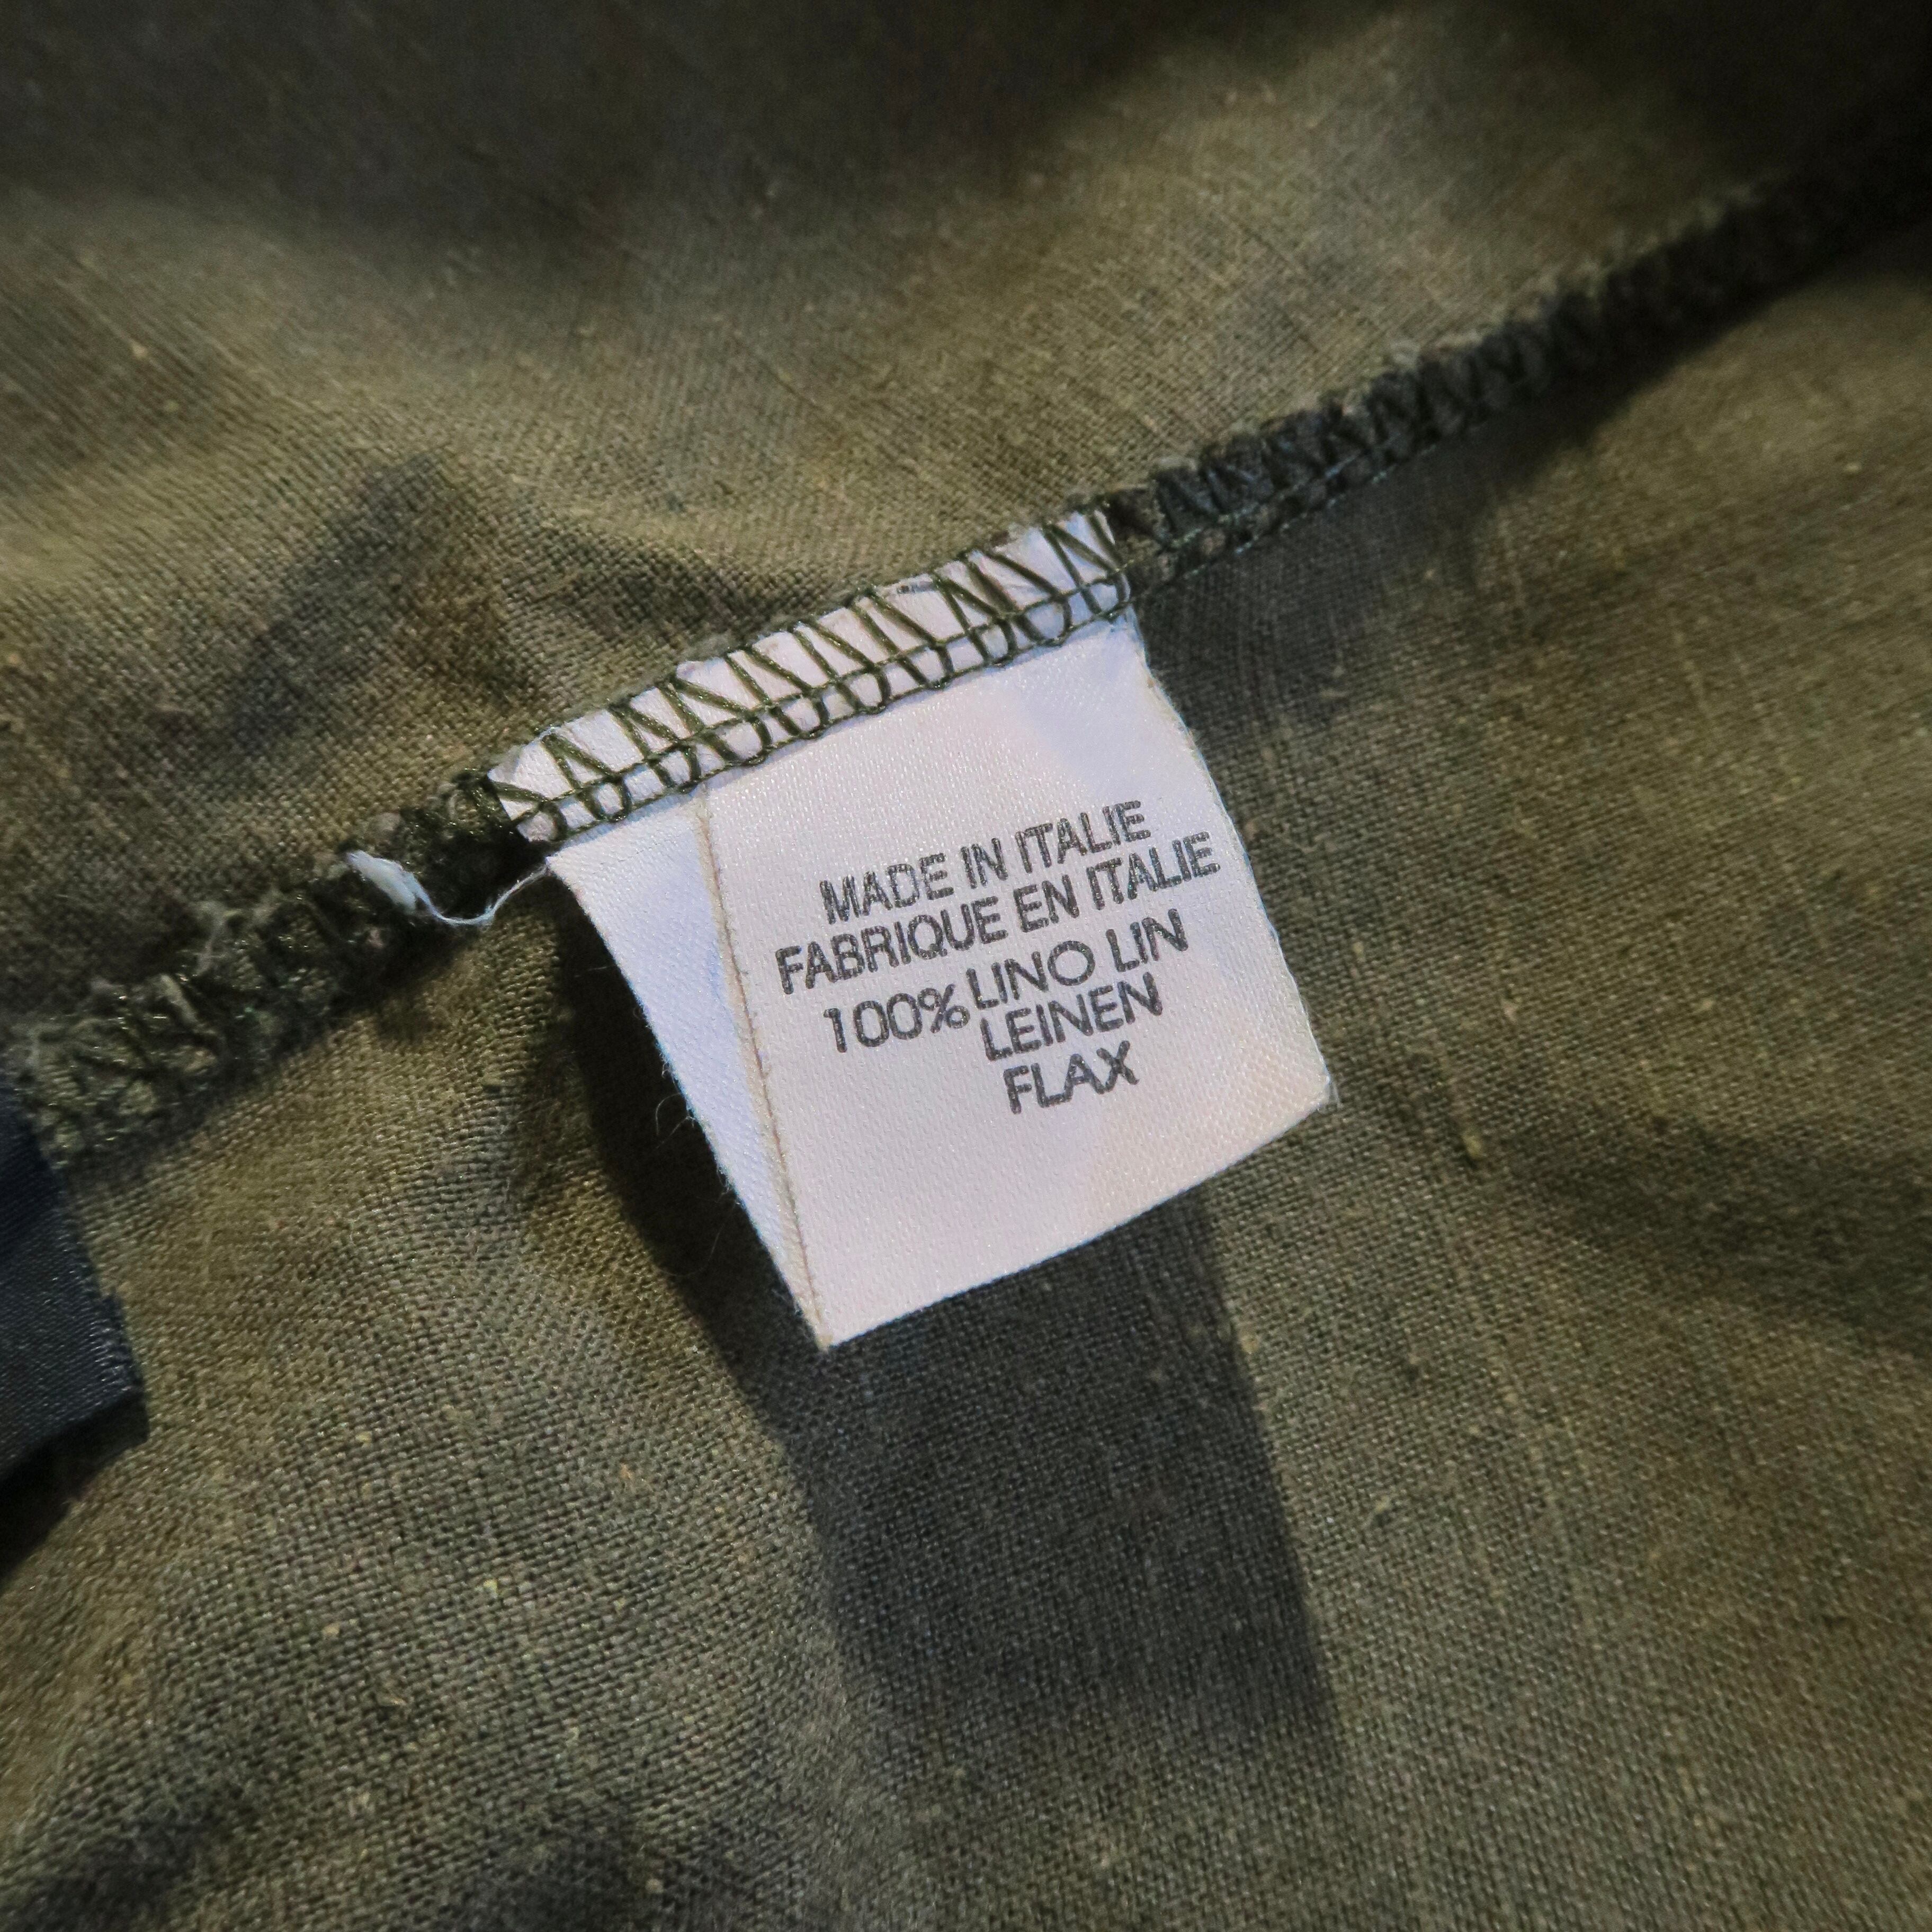 MADE IN ITALIE
FABRIQUE EN ITALIE
100% LINO LIN
LEINEN
FLAX